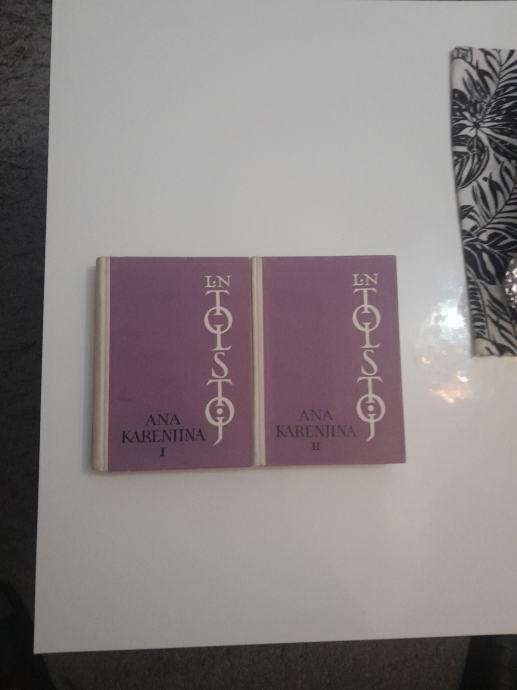 L·N
TOLSTOJ
ANA
KARENJINA
I
L·N
TOLSTOJ
ANA
KARENJINA
II